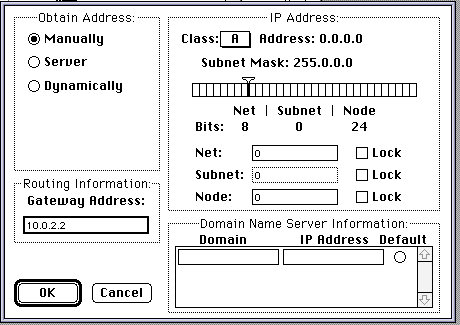 Obtain Address:
Manually
Server
Dynamically
Routing Information:
Gateway Address:
10.0.2.2
OK
Cancel
IP Address:
Class: A Address: 0.0.0.0
Subnet Mask: 255.0.0.0
Net | Subnet | Node
Bits: 8 0 24
Net: 0 Lock
Subnet: 0 Lock
Node: 0 Lock
Domain Name Server Information:
Domain IP Address Default